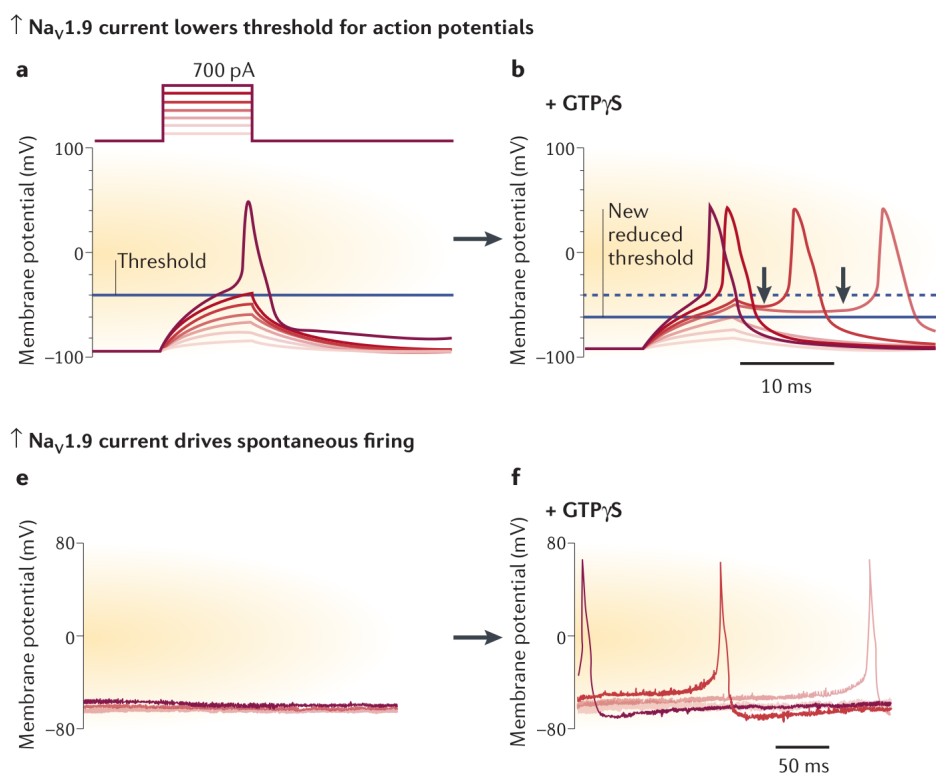 ↑ NaV1.9 current lowers threshold for action potentials
a
700 pA
Membrane potential (mV)
100
0
–100
Threshold
b
+ GTPγS
Membrane potential (mV)
100
0
–100
New
reduced
threshold
10 ms
↑ NaV1.9 current drives spontaneous firing
e
Membrane potential (mV)
80
0
–80
f
+ GTPγS
Membrane potential (mV)
80
0
–80
50 ms